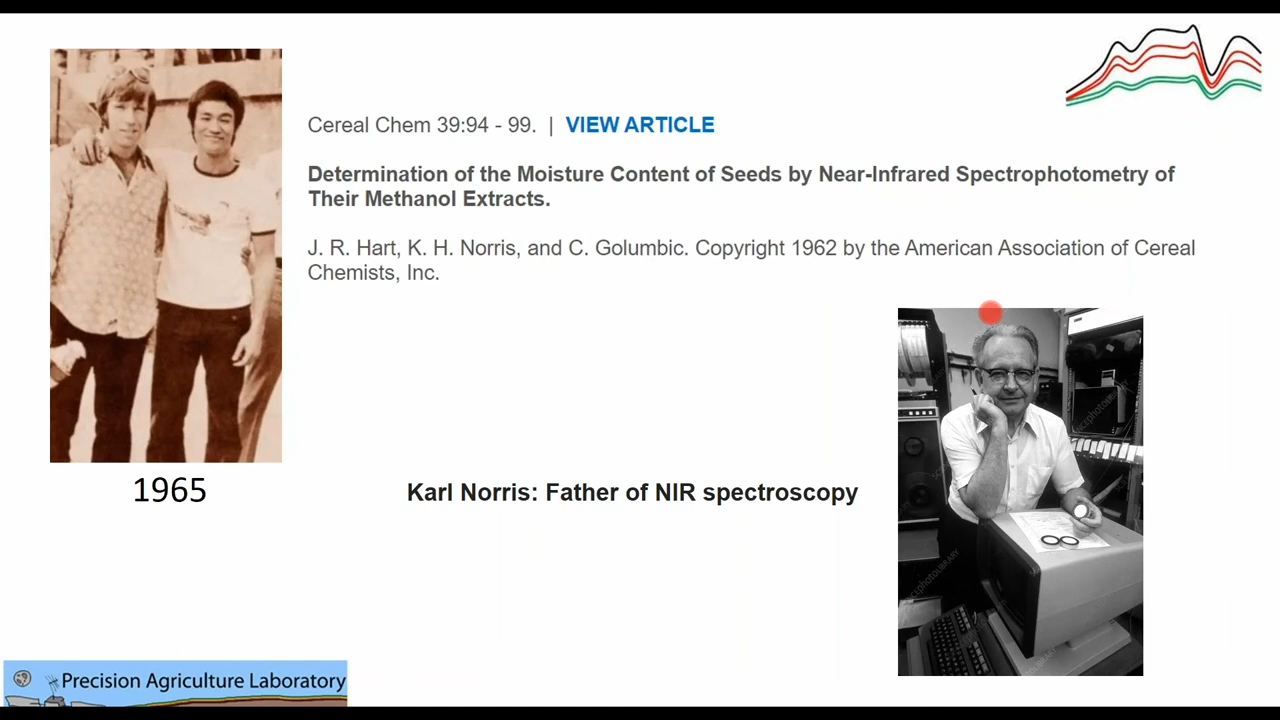 Cereal Chem 39:94 - 99. | VIEW ARTICLE
Determination of the Moisture Content of Seeds by Near-Infrared Spectrophotometry of
Their Methanol Extracts.
J. R. Hart, K. H. Norris, and C. Golumbic. Copyright 1962 by the American Association of Cereal
Chemists, Inc.
1965
Karl Norris: Father of NIR spectroscopy
Precision Agriculture Laboratory